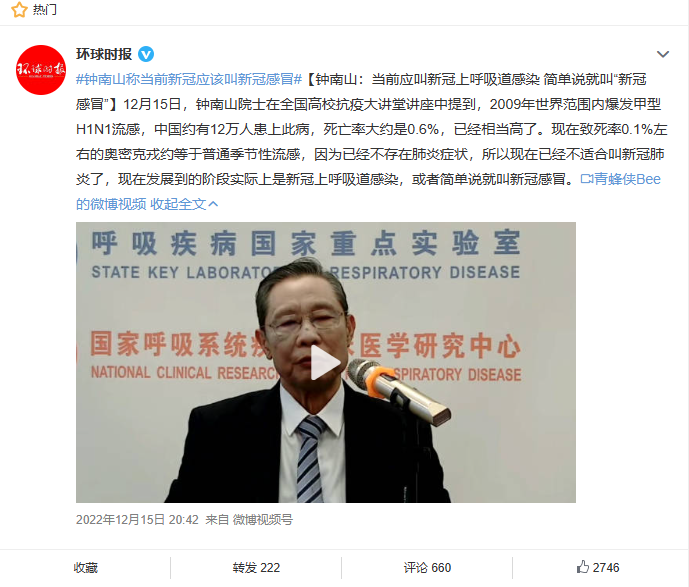 热门
环球时报
环球时报
#钟南山称当前新冠应该叫新冠感冒#【钟南山：当前应叫新冠上呼吸道感染 简单说就叫“新冠
感冒”】12月15日，钟南山院士在全国高校抗疫大讲堂讲座中提到，2009年世界范围内爆发甲型
H1N1流感，中国约有12万人患上此病，死亡率大约是0.6%，已经相当高了。现在致死率0.1%左
右的奥密克戎约等于普通季节性流感，因为已经不存在肺炎症状，所以现在已经不适合叫新冠肺
炎了，现在发展到的阶段实际上是新冠上呼吸道感染，或者简单说就叫新冠感冒。青蜂侠Bee
的微博视频 收起全文
呼吸疾病国家重点实验室
STATE KEY LABORATO RESPIRATORY DISEASE
国家呼吸系统疾 床医学研究中心
NATIONAL CLINICAL RESEARC SPIRATORY DISEASE
2022年12月15日 20:42 来自 微博视频号
收藏
转发 222
评论 660
2746